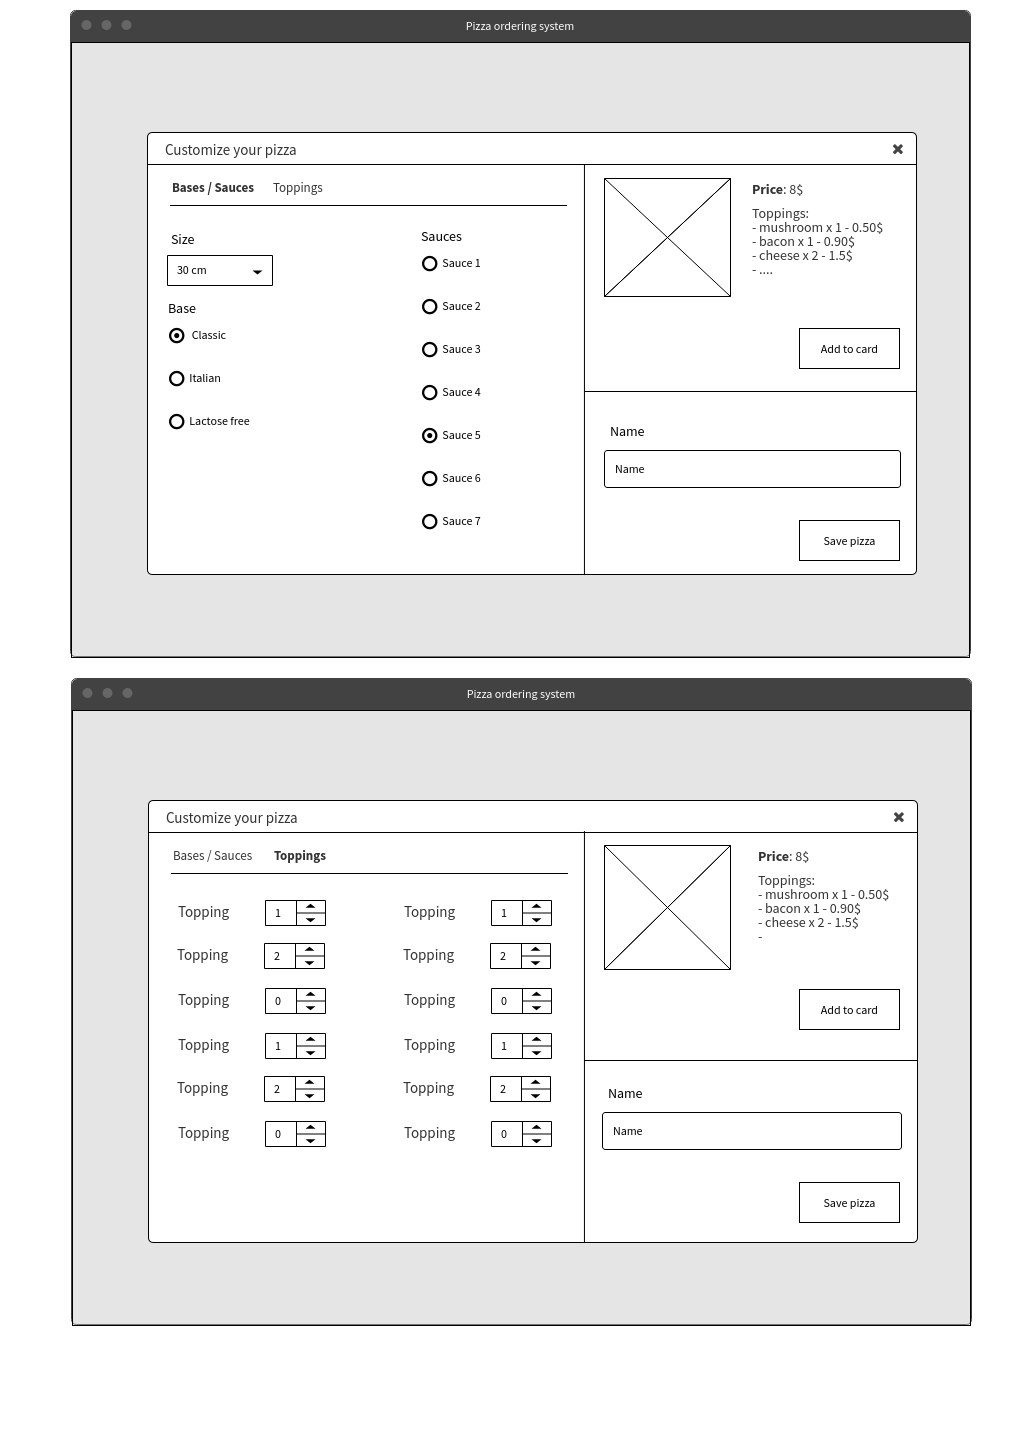 Pizza ordering system
Customize your pizza
Bases / Sauces Toppings
Size
30 cm
Base
Classic
Italian
Lactose free
Sauces
Sauce 1
Sauce 2
Sauce 3
Sauce 4
Sauce 5
Sauce 6
Sauce 7
Price: 8$
Toppings:
- mushroom x 1 - 0.50$
- bacon x 1 - 0.90$
- cheese x 2 - 1.5$
- ....
Add to card
Name
Name
Save pizza
Pizza ordering system
Customize your pizza
Bases / Sauces Toppings
Topping 1 Topping 1
Topping 2 Topping 2
Topping 0 Topping 0
Topping 1 Topping 1
Topping 2 Topping 2
Topping 0 Topping 0
Price: 8$
Toppings:
- mushroom x 1 - 0.50$
- bacon x 1 - 0.90$
- cheese x 2 - 1.5$
-
Add to card
Name
Name
Save pizza